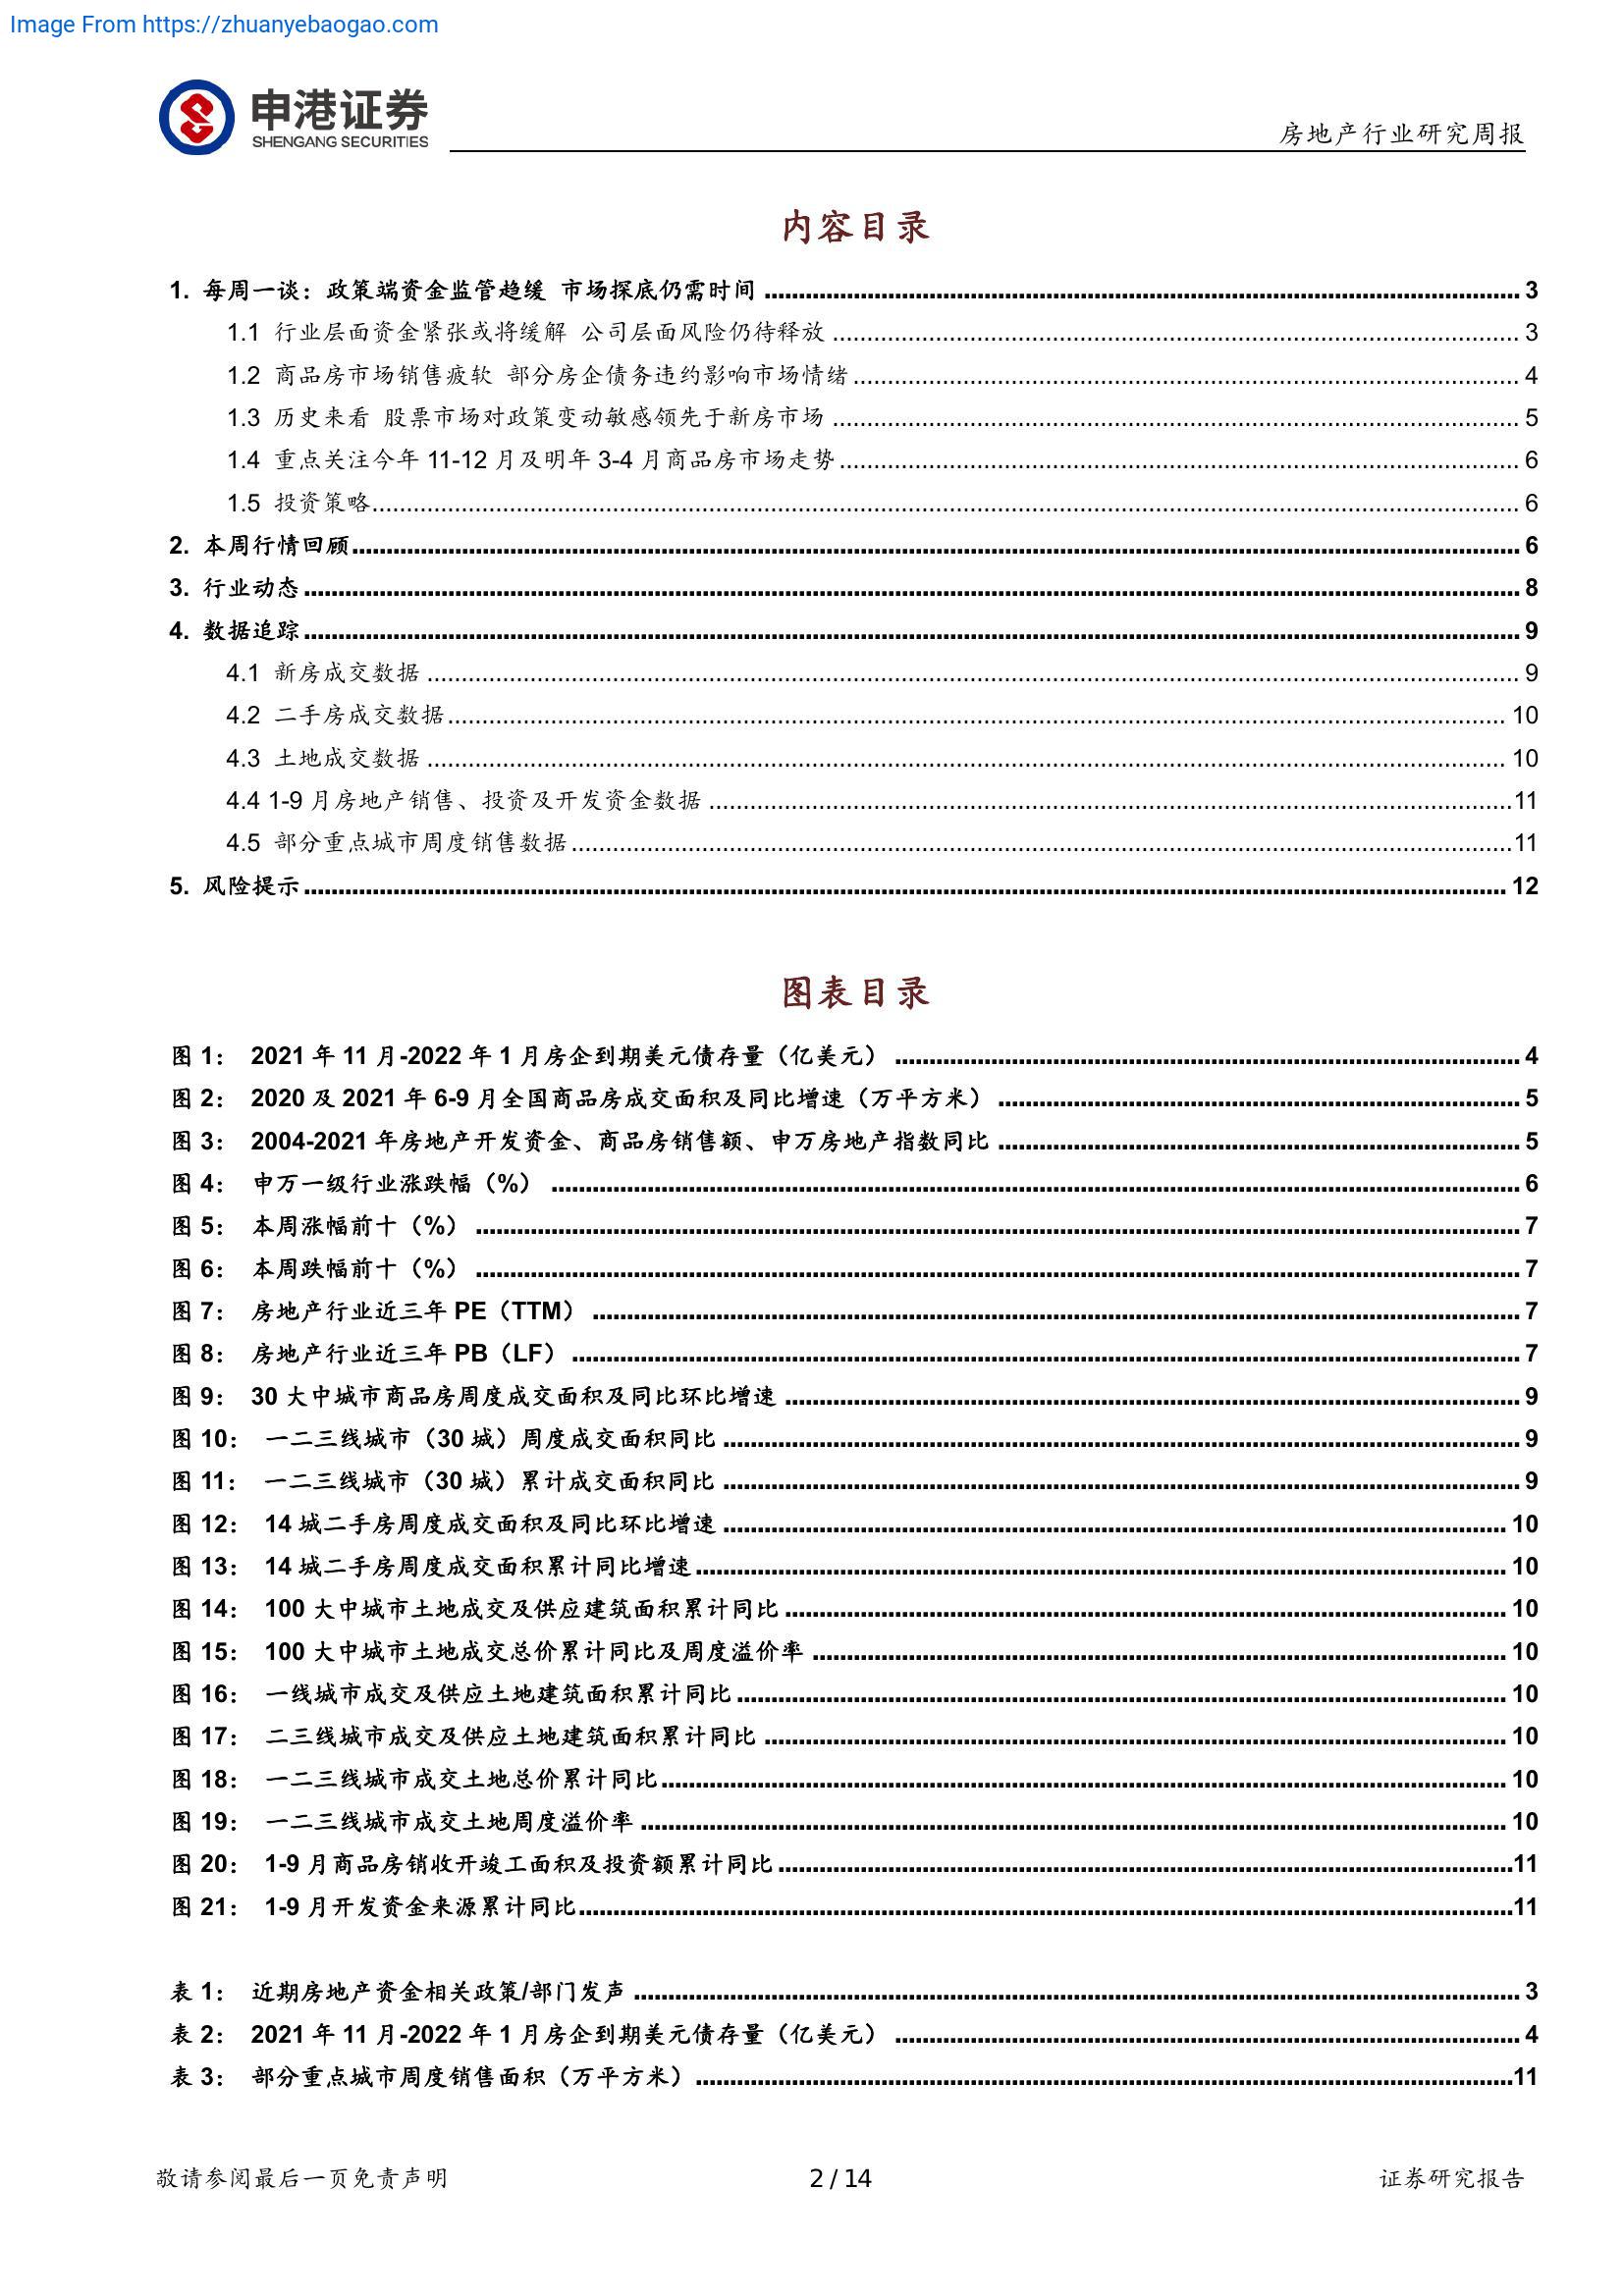 Image From https://zhuanyebaogao.com
申港证券
SHENGANG SECURITIES
房地产行业研究周报
内容目录
1. 每周一谈：政策端资金监管趋缓 市场探底仍需时间 3
1.1 行业层面资金紧张或将缓解 公司层面风险仍待释放 3
1.2 商品房市场销售疲软 部分房企债务违约影响市场情绪 4
1.3 历史来看 股票市场对政策变动敏感领先于新房市场 5
1.4 重点关注今年 11-12 月及明年 3-4 月商品房市场走势 6
1.5 投资策略 6
2. 本周行情回顾 6
3. 行业动态 8
4. 数据追踪 9
4.1 新房成交数据 9
4.2 二手房成交数据 10
4.3 土地成交数据 10
4.4 1-9 月房地产销售、投资及开发资金数据 11
4.5 部分重点城市周度销售数据 11
5. 风险提示 12
图表目录
图 1： 2021 年 11 月-2022 年 1 月房企到期美元债存量（亿美元） 4
图 2： 2020 及 2021 年 6-9 月全国商品房成交面积及同比增速（万平方米） 5
图 3： 2004-2021 年房地产开发资金、商品房销售额、申万房地产指数同比 5
图 4： 申万一级行业涨跌幅（%） 6
图 5： 本周涨幅前十（%） 7
图 6： 本周跌幅前十（%） 7
图 7： 房地产行业近三年 PE（TTM） 7
图 8： 房地产行业近三年 PB（LF） 7
图 9： 30 大中城市商品房周度成交面积及同比环比增速 9
图 10： 一二三线城市（30 城）周度成交面积同比 9
图 11： 一二三线城市（30 城）累计成交面积同比 9
图 12： 14 城二手房周度成交面积及同比环比增速 10
图 13： 14 城二手房周度成交面积累计同比增速 10
图 14： 100 大中城市土地成交及供应建筑面积累计同比 10
图 15： 100 大中城市土地成交总价累计同比及周度溢价率 10
图 16： 一线城市成交及供应土地建筑面积累计同比 10
图 17： 二三线城市成交及供应土地建筑面积累计同比 10
图 18： 一二三线城市成交土地总价累计同比 10
图 19： 一二三线城市成交土地周度溢价率 10
图 20： 1-9 月商品房销收开竣工面积及投资额累计同比 11
图 21： 1-9 月开发资金来源累计同比 11
表 1： 近期房地产资金相关政策/部门发声 3
表 2： 2021 年 11 月-2022 年 1 月房企到期美元债存量（亿美元） 4
表 3： 部分重点城市周度销售面积（万平方米） 11
敬请参阅最后一页免责声明
2 / 14
证券研究报告